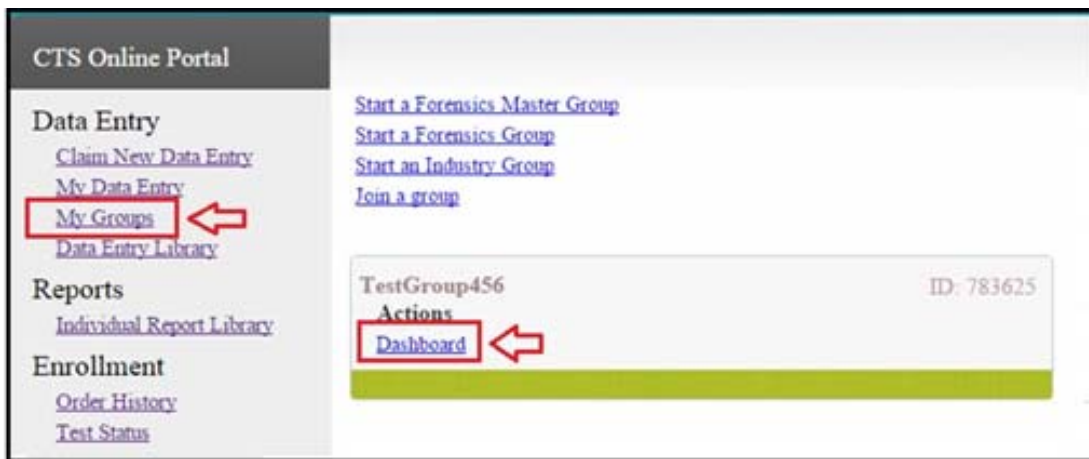 CTS Online Portal
Data Entry
Claim New Data Entry
My Data Entry
My Groups
Data Entry Library
Reports
Individual Report Library
Enrollment
Order History
Test Status
Start a Forensics Master Group
Start a Forensics Group
Start an Industry Group
Join a group
TestGroup456 ID: 783625
Actions
Dashboard